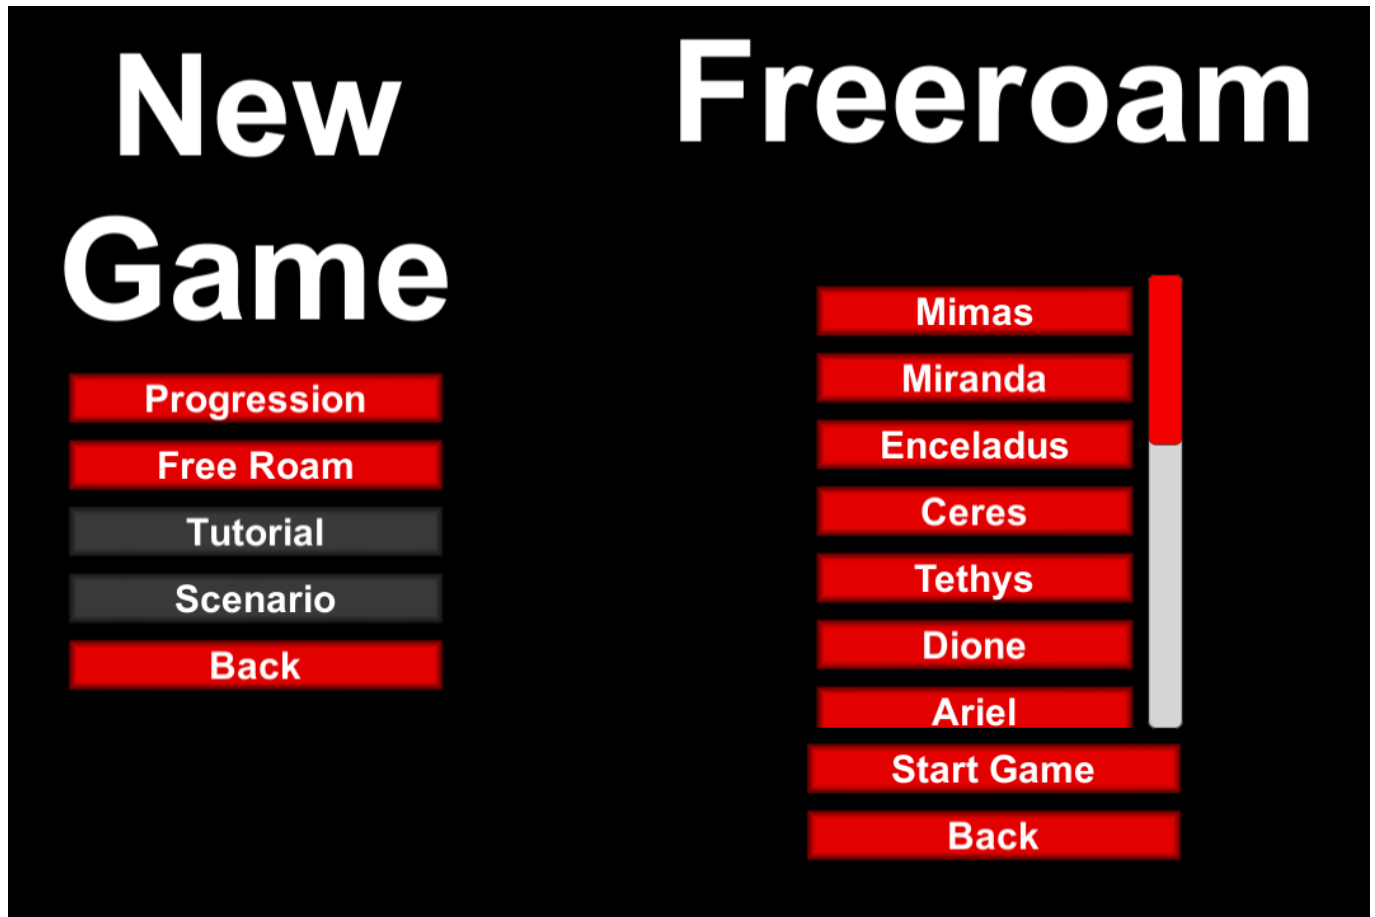 New
Game
Progression
Free Roam
Tutorial
Scenario
Back
Freeroam
Mimas
Miranda
Enceladus
Ceres
Tethys
Dione
Ariel
Start Game
Back